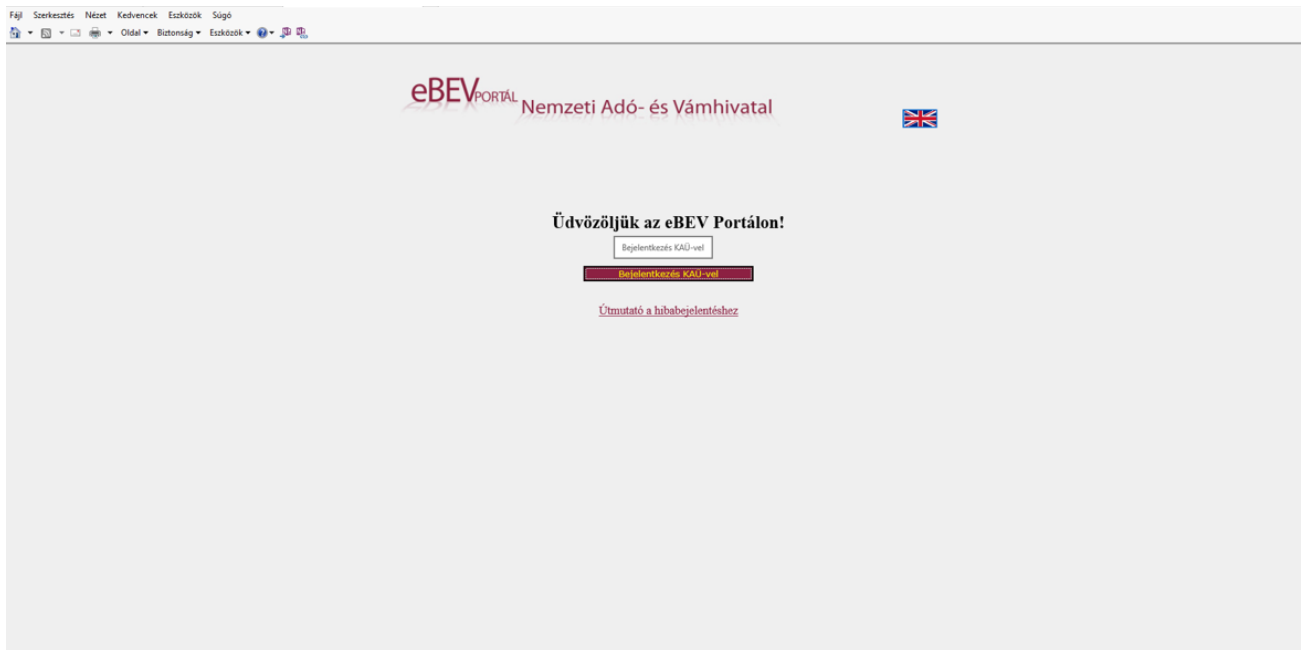 Fájl Szerkesztés Nézet Kedvencek Eszközök Súgó
Oldal Biztonság Eszközök
eBEV PORTÁL Nemzeti Adó- és Vámhivatal
Üdvözöljük az eBEV Portálon!
Bejelentkezés KAÜ-vel
Bejelentkezés KAÜ-vel
Útmutató a hibabejelentéshez